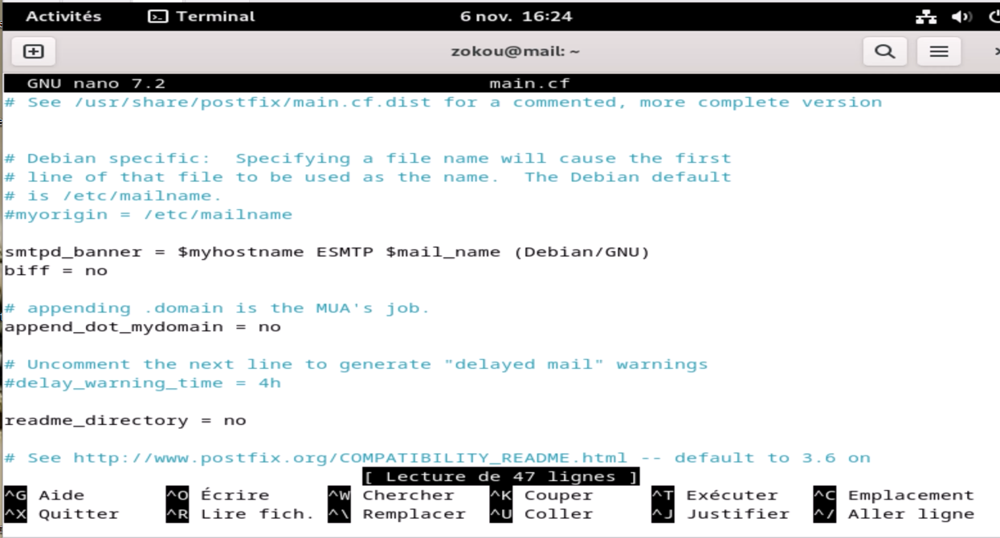 Activités Terminal 6 nov. 16:24
zokou@mail: ~
GNU nano 7.2 main.cf
# See /usr/share/postfix/main.cf.dist for a commented, more complete version
# Debian specific:  Specifying a file name will cause the first
# line of that file to be used as the name.  The Debian default
# is /etc/mailname.
#myorigin = /etc/mailname
smtpd_banner = $myhostname ESMTP $mail_name (Debian/GNU)
biff = no
# appending .domain is the MUA's job.
append_dot_mydomain = no
# Uncomment the next line to generate "delayed mail" warnings
#delay_warning_time = 4h
readme_directory = no
# See http://www.postfix.org/COMPATIBILITY_README.html -- default to 3.6 on
[ Lecture de 47 lignes ]
^G Aide ^O Écrire ^W Chercher ^K Couper ^T Exécuter ^C Emplacement
^X Quitter ^R Lire fich. ^\ Remplacer ^U Coller ^J Justifier ^/ Aller ligne